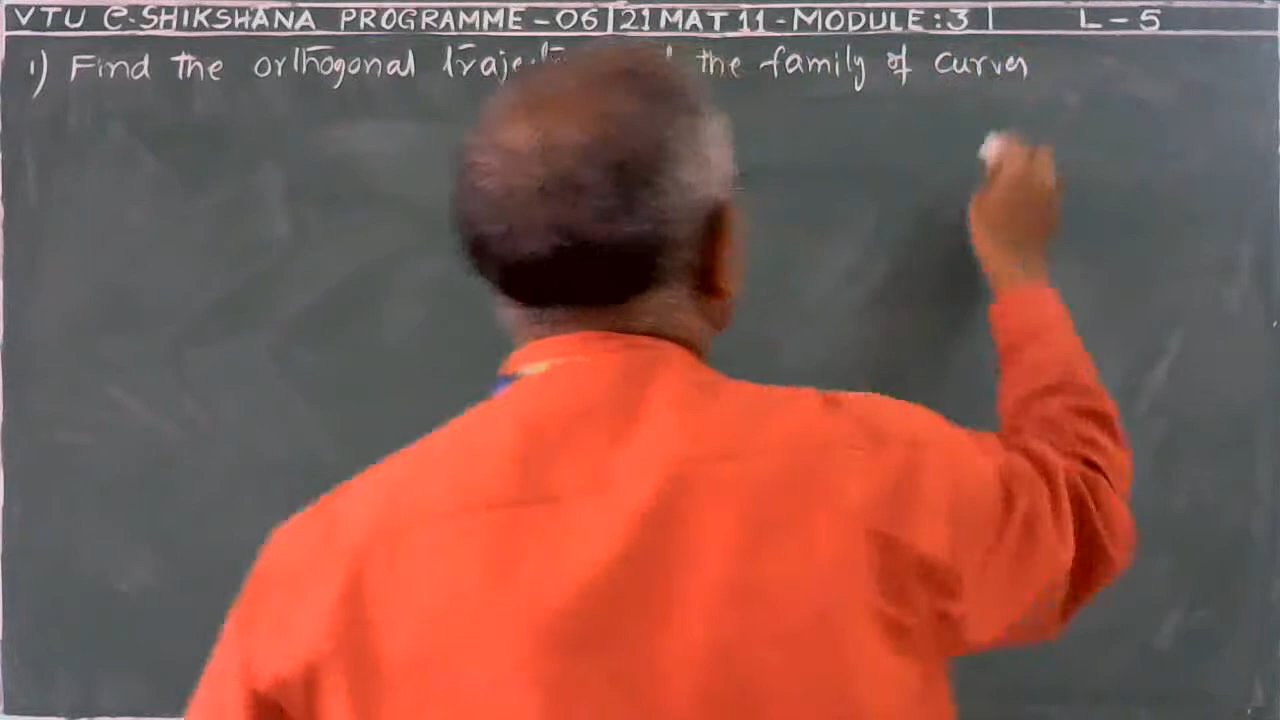 VTU e-SHIKSHANA PROGRAMME - 06 | 21MAT11 - MODULE : 3 | L - 5
1) Find the orthogonal the family of curves